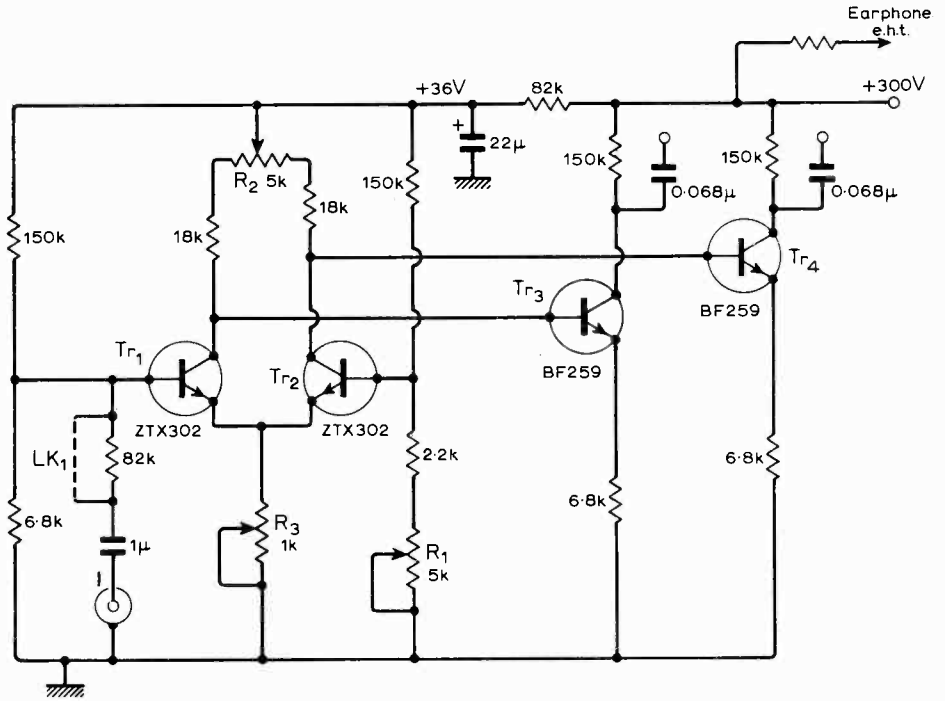 Earphone
e.h.t.
+36V
82k
+300V
+
22µ
150k
0·068µ
150k
0·068µ
R2 5k
150k
18k
150k
18k
Tr4
Tr3
BF259
Tr1
Tr2
BF259
ZTX302
ZTX302
LK1
82k
2·2k
6·8k
6·8k
6·8k
R3
1k
1µ
R1
5k
I